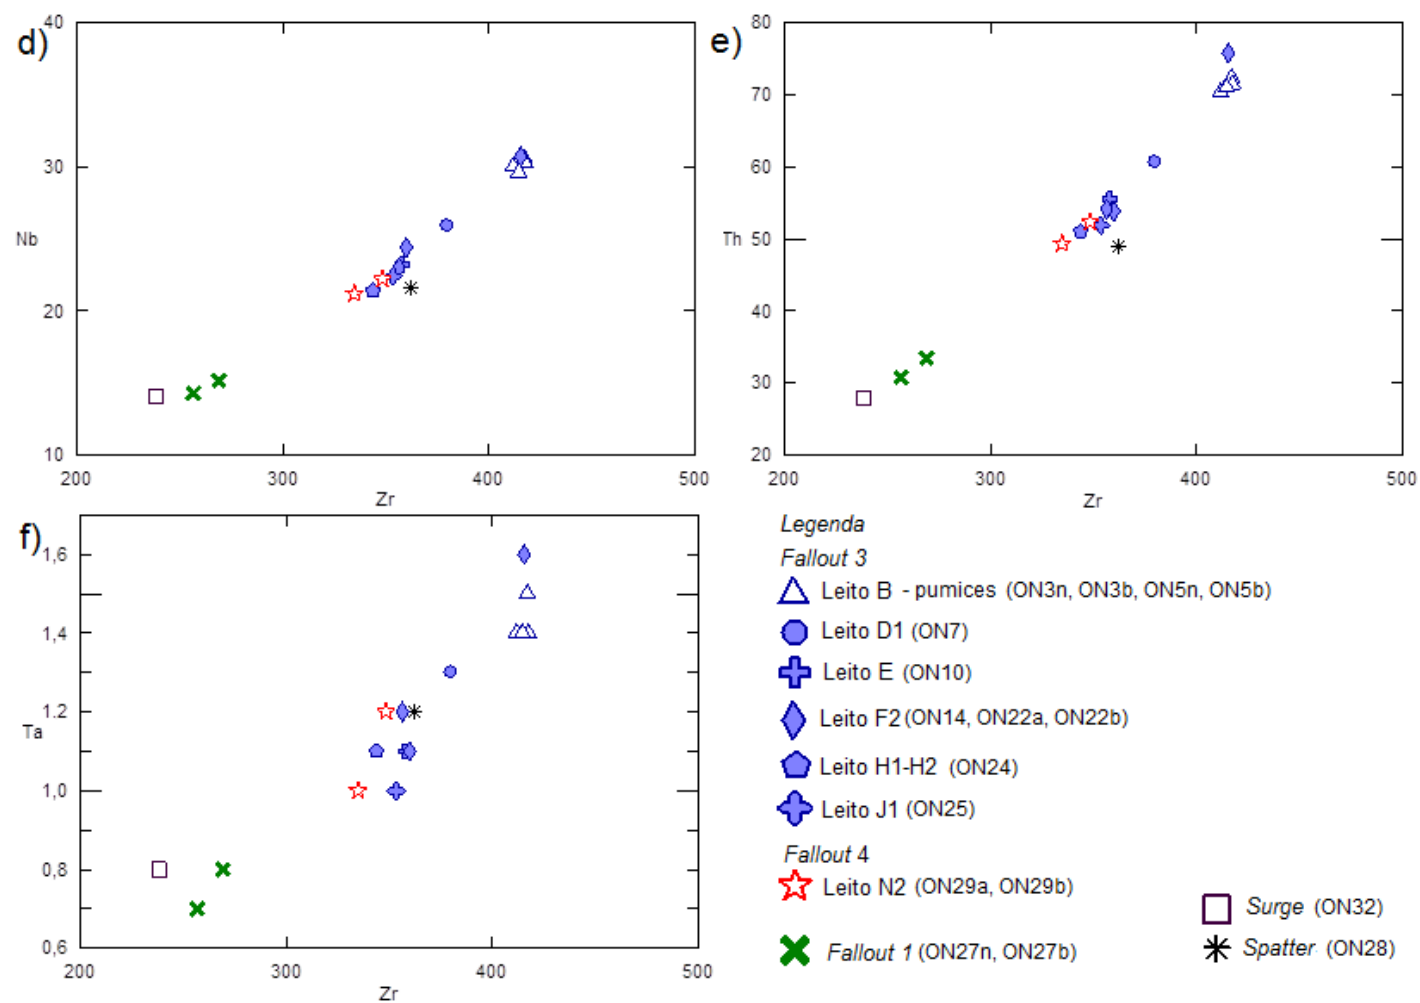 d)
40
30
Nb
20
10
200
300
400
500
Zr
e)
80
70
60
Th
50
40
30
20
200
300
400
500
Zr
f)
1,6
1,4
1.2
Ta
1,0
0,8
0,6
200
300
400
500
Zr
Legenda
Fallout 3
Leito B - pumices (ON3n, ON3b, ON5n, ON5b)
Leito D1 (ON7)
Leito E (ON10)
Leito F2 (ON14, ON22a, ON22b)
Leito H1-H2 (ON24)
Leito J1 (ON25)
Fallout 4
Leito N2 (ON29a, ON29b)
Fallout 1 (ON27n, ON27b)
Surge (ON32)
Spatter (ON28)